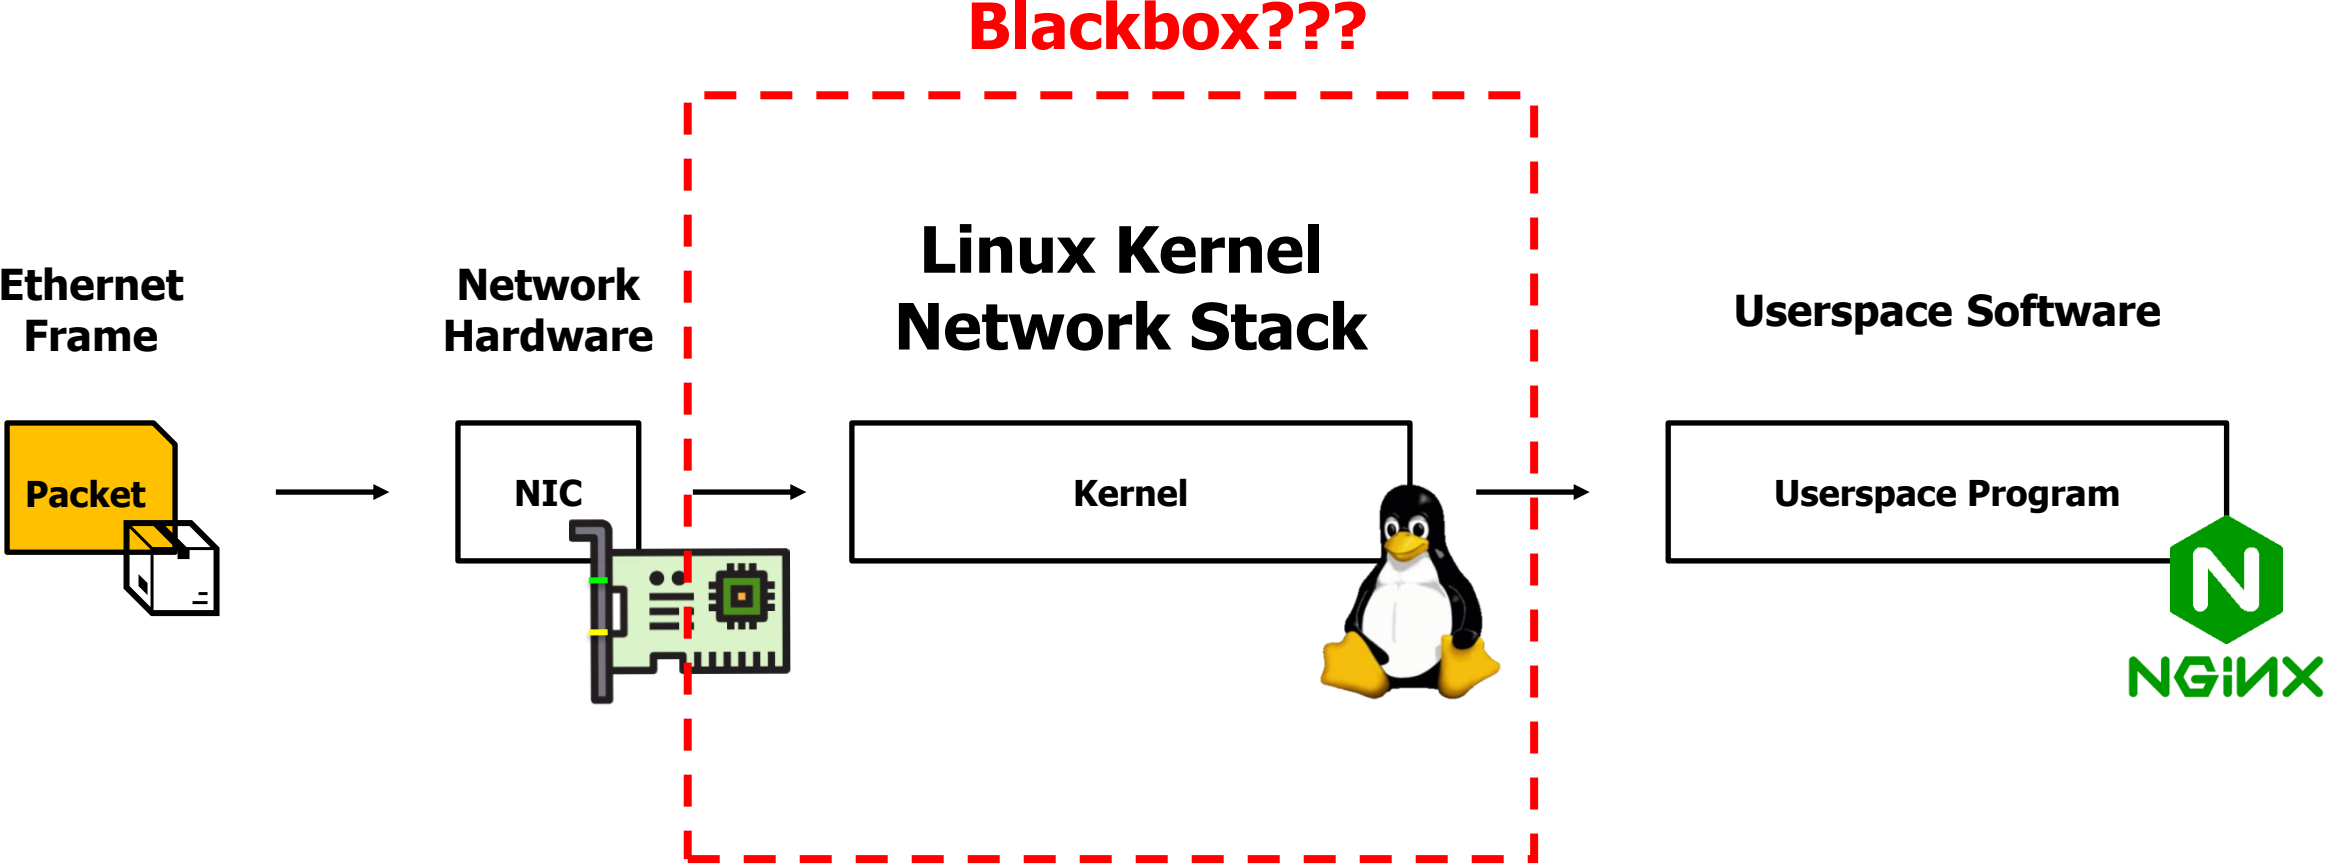 Blackbox???
Linux Kernel
Network Stack
Ethernet
Frame
Network
Hardware
Userspace Software
Packet
NIC
Kernel
Userspace Program
N
NGiNX